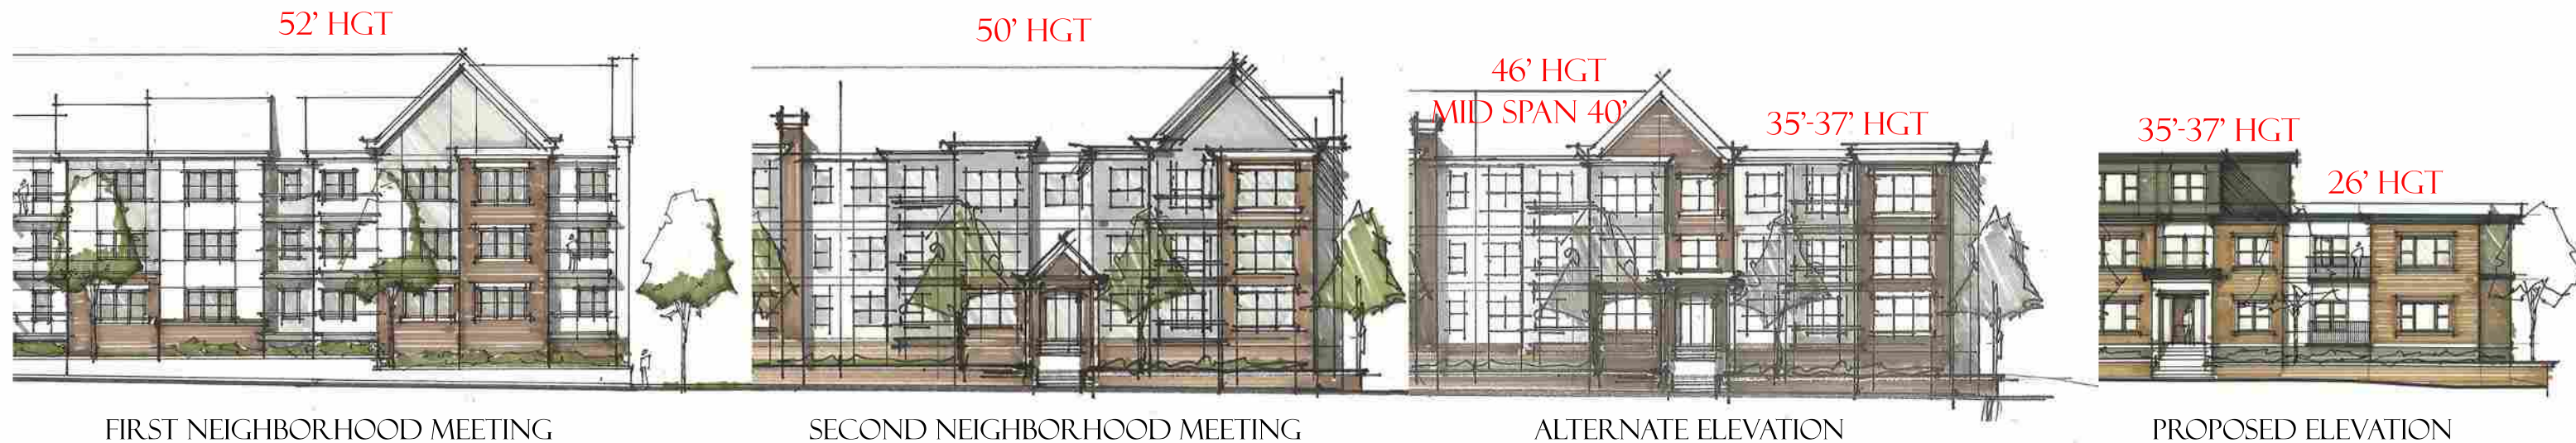 52' HGT
50' HGT
46' HGT
MID SPAN 40'
35'-37' HGT
35'-37' HGT
26' HGT
FIRST NEIGHBORHOOD MEETING
SECOND NEIGHBORHOOD MEETING
ALTERNATE ELEVATION
PROPOSED ELEVATION